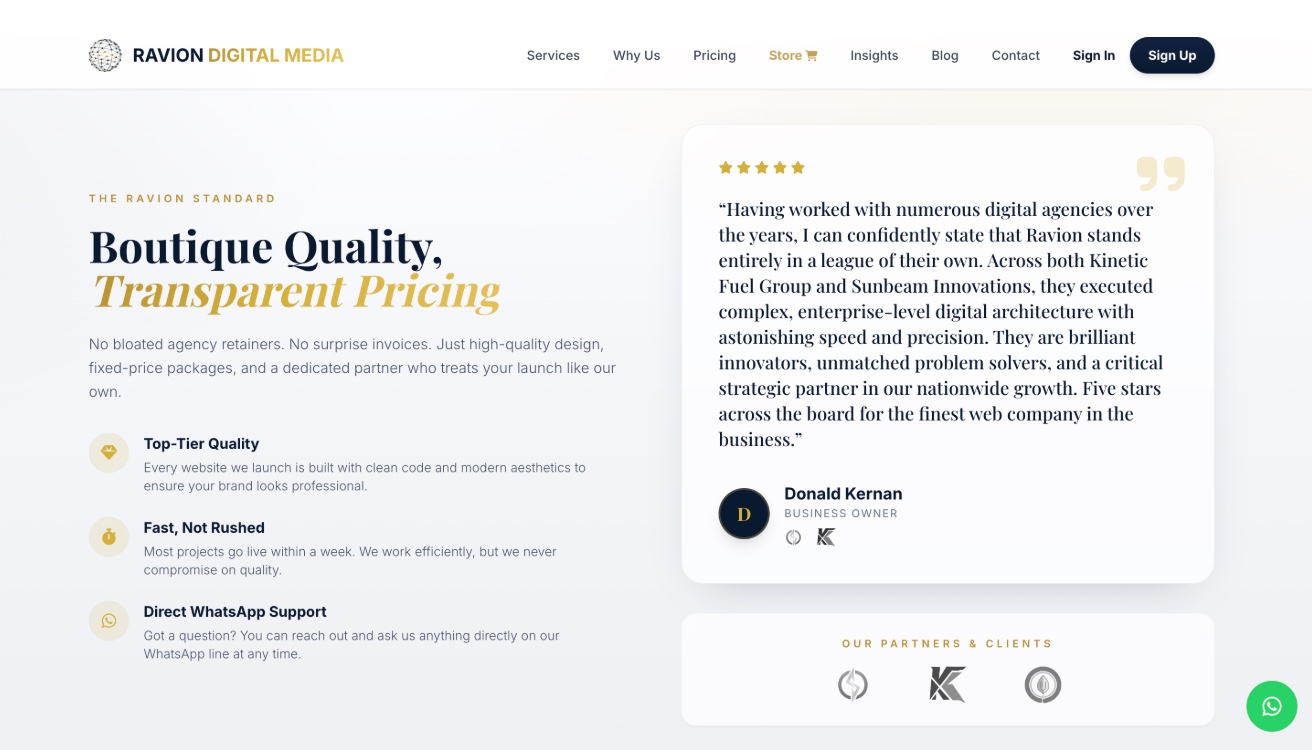 RAVION DIGITAL MEDIA
Services Why Us Pricing Store Insights Blog Contact Sign In Sign Up
THE RAVION STANDARD
Boutique Quality,
Transparent Pricing
No bloated agency retainers. No surprise invoices. Just high-quality design,
fixed-price packages, and a dedicated partner who treats your launch like our
own.
Top-Tier Quality
Every website we launch is built with clean code and modern aesthetics to
ensure your brand looks professional.
Fast, Not Rushed
Most projects go live within a week. We work efficiently, but we never
compromise on quality.
Direct WhatsApp Support
Got a question? You can reach out and ask us anything directly on our
WhatsApp line at any time.
“Having worked with numerous digital agencies over
the years, I can confidently state that Ravion stands
entirely in a league of their own. Across both Kinetic
Fuel Group and Sunbeam Innovations, they executed
complex, enterprise-level digital architecture with
astonishing speed and precision. They are brilliant
innovators, unmatched problem solvers, and a critical
strategic partner in our nationwide growth. Five stars
across the board for the finest web company in the
business.”
D
Donald Kernan
BUSINESS OWNER
OUR PARTNERS & CLIENTS